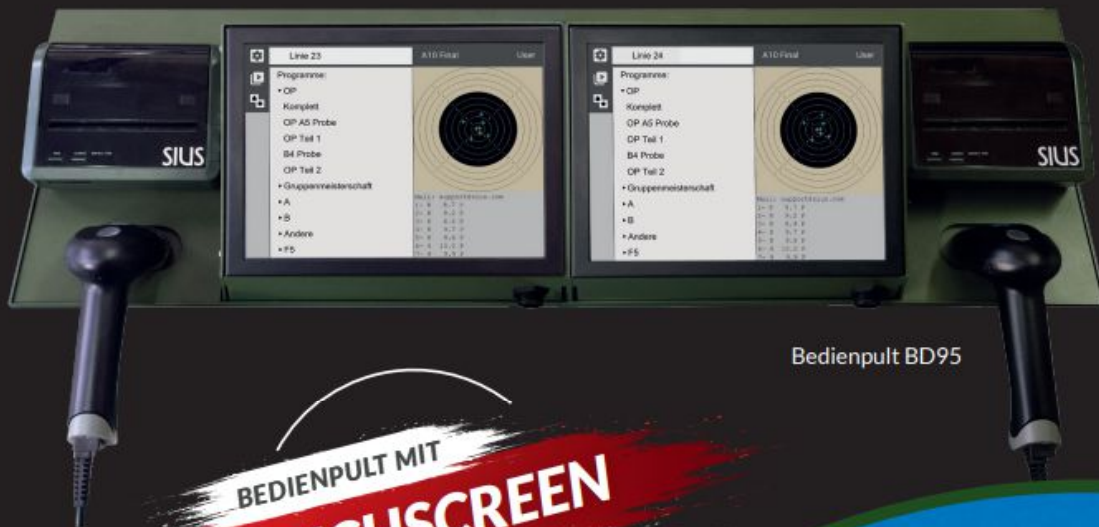 Linie 23
A10 Final
User
Programme:
▾ OP
Komplett
OP A5 Probe
OP Teil 1
B4 Probe
OP Teil 2
▸ Gruppenmeisterschaft
▸ A
▸ B
▸ Andere
▸ F5
SIUS
Linie 24
A10 Final
User
Programme:
▾ OP
Komplett
OP A5 Probe
OP Teil 1
B4 Probe
OP Teil 2
▸ Gruppenmeisterschaft
▸ A
▸ B
▸ Andere
▸ F5
SIUS
Bedienpult BD95
BEDIENPULT MIT